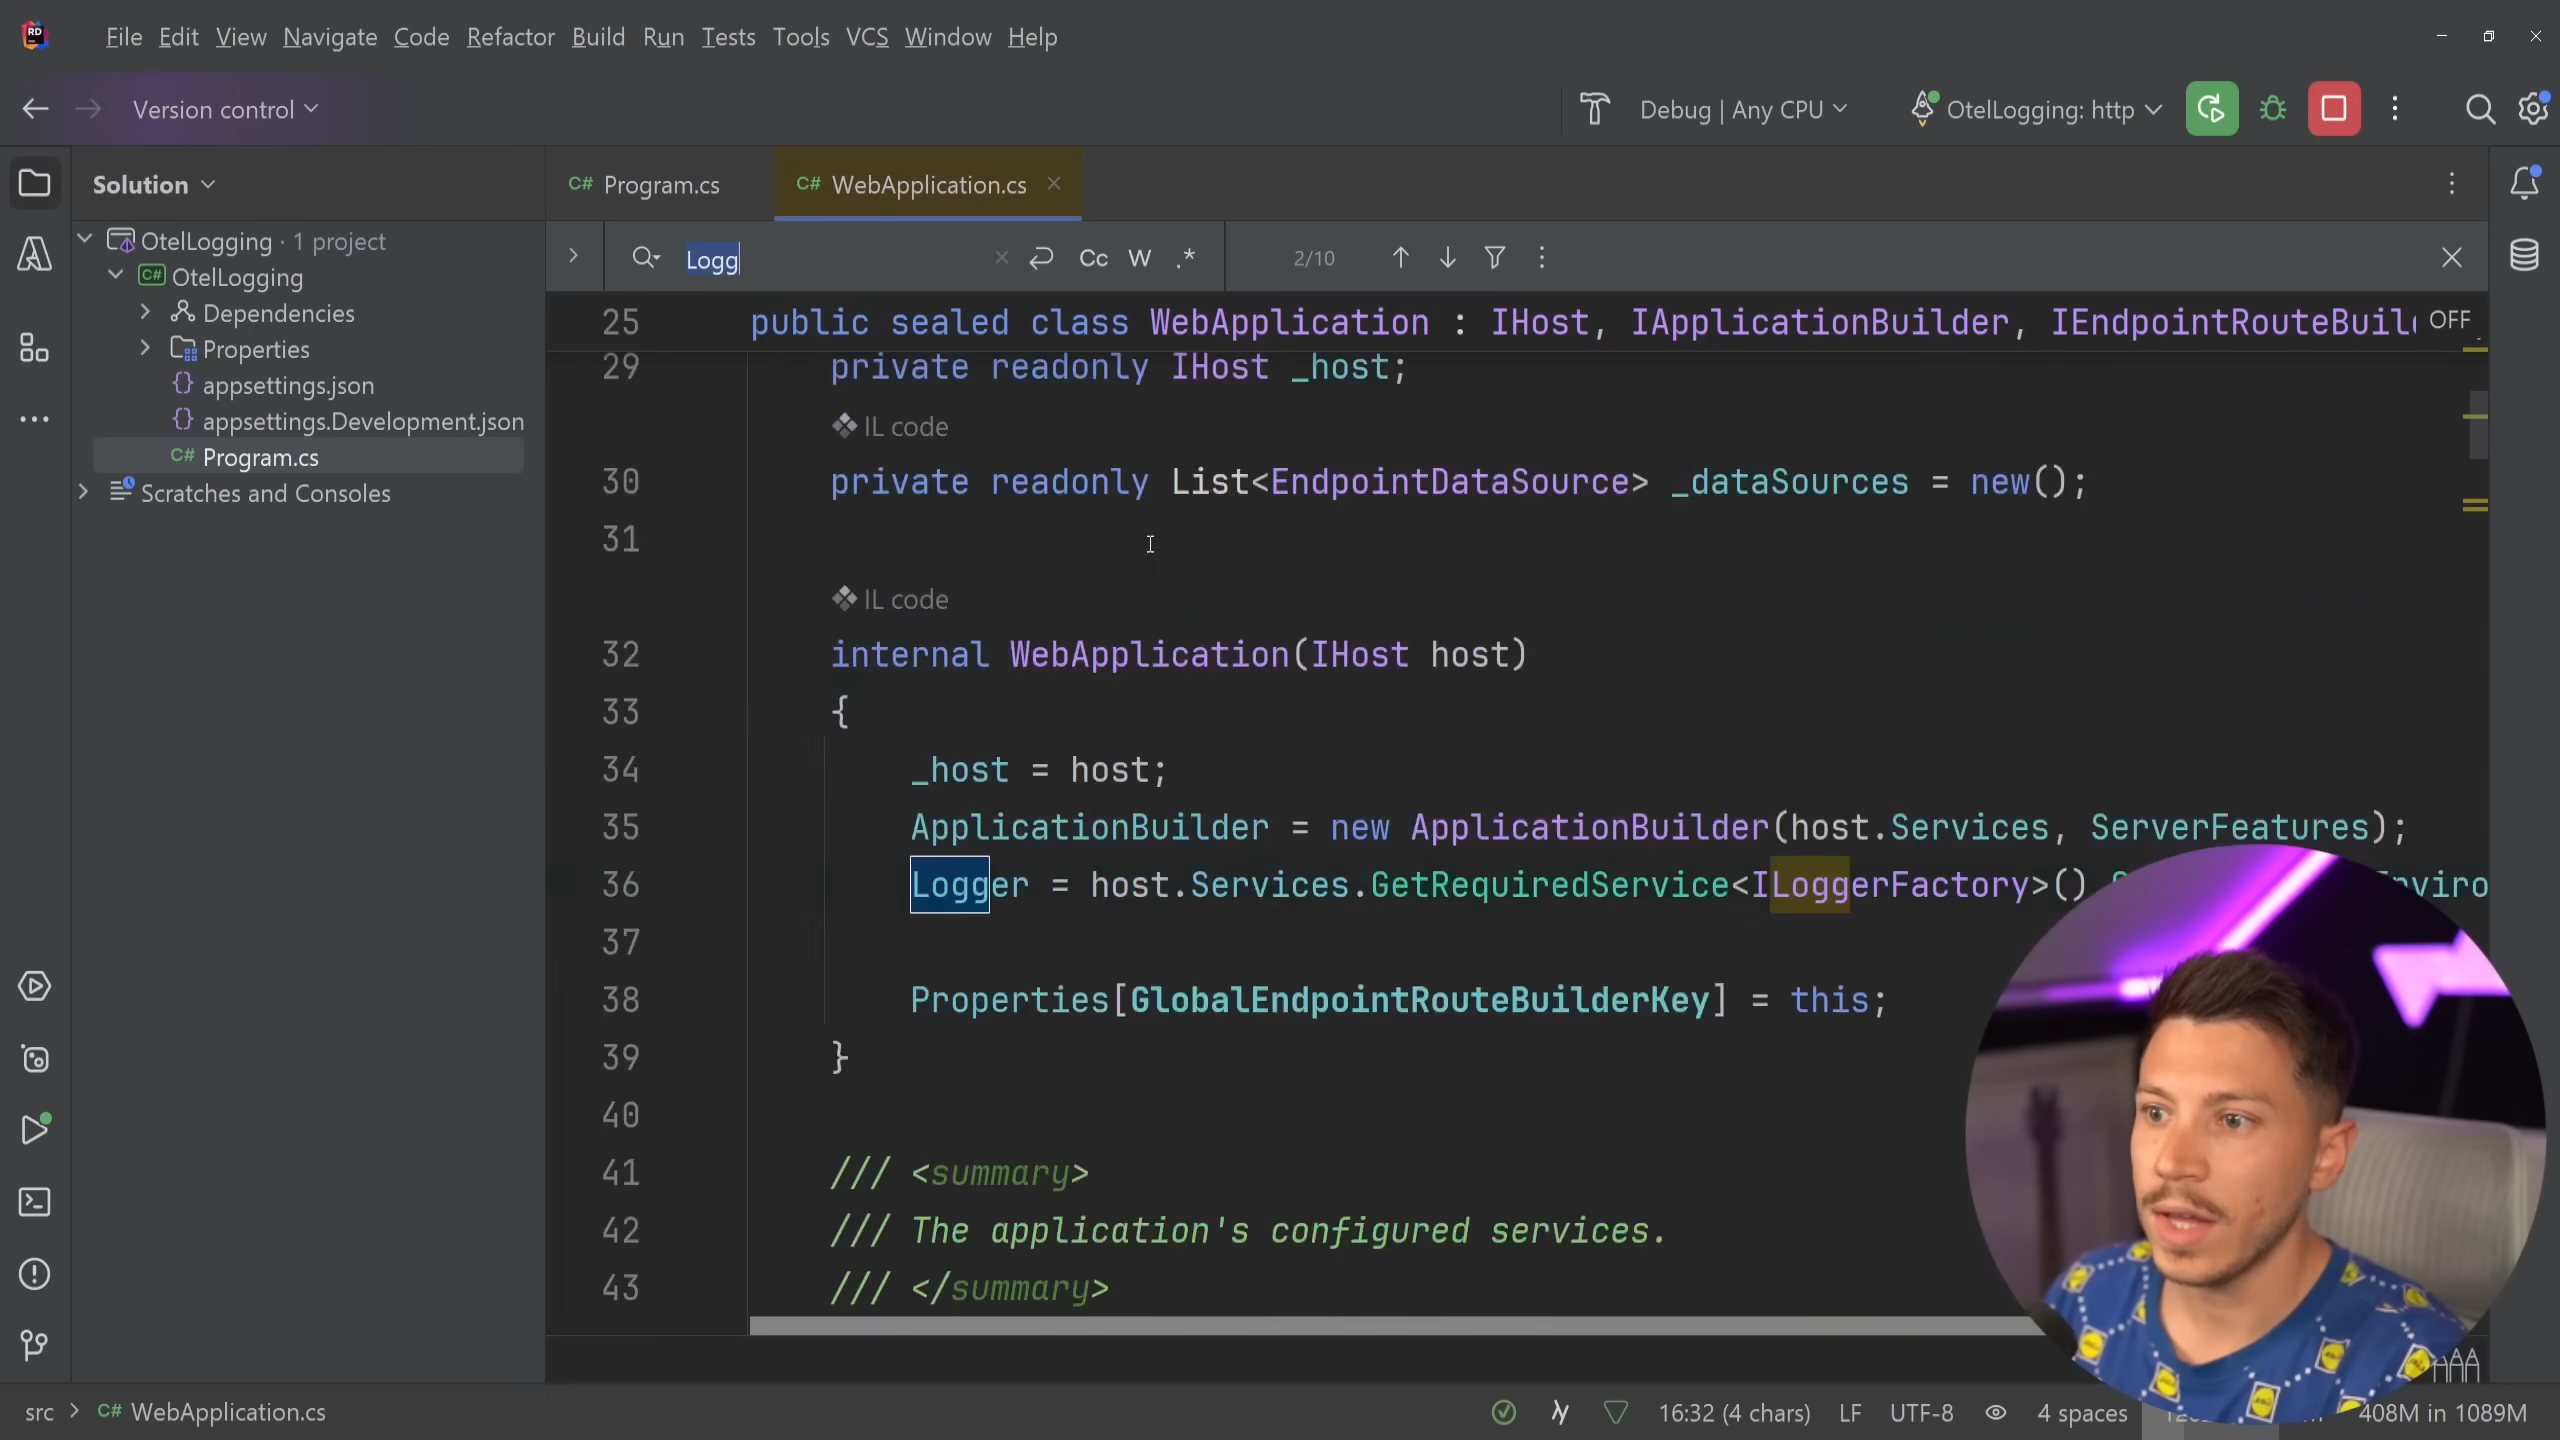 RD File Edit View Navigate Code Refactor Build Run Tests Tools VCS Window Help
Version control Debug | Any CPU OtelLogging: http
Solution C# Program.cs C# WebApplication.cs
Logg Cc W .* 2/10
OtelLogging · 1 project
C# OtelLogging
Dependencies
Properties
{} appsettings.json
{} appsettings.Development.json
C# Program.cs
Scratches and Consoles
25 public sealed class WebApplication : IHost, IApplicationBuilder, IEndpointRouteBuil OFF
29 private readonly IHost _host;
IL code
30 private readonly List<EndpointDataSource> _dataSources = new();
31
IL code
32 internal WebApplication(IHost host)
33 {
34 _host = host;
35 ApplicationBuilder = new ApplicationBuilder(host.Services, ServerFeatures);
36 Logger = host.Services.GetRequiredService<ILoggerFactory>()
37
38 Properties[GlobalEndpointRouteBuilderKey] = this;
39 }
40
41 /// <summary>
42 /// The application's configured services.
43 /// </summary>
src > C# WebApplication.cs 16:32 (4 chars) LF UTF-8 4 spaces 408M in 1089M